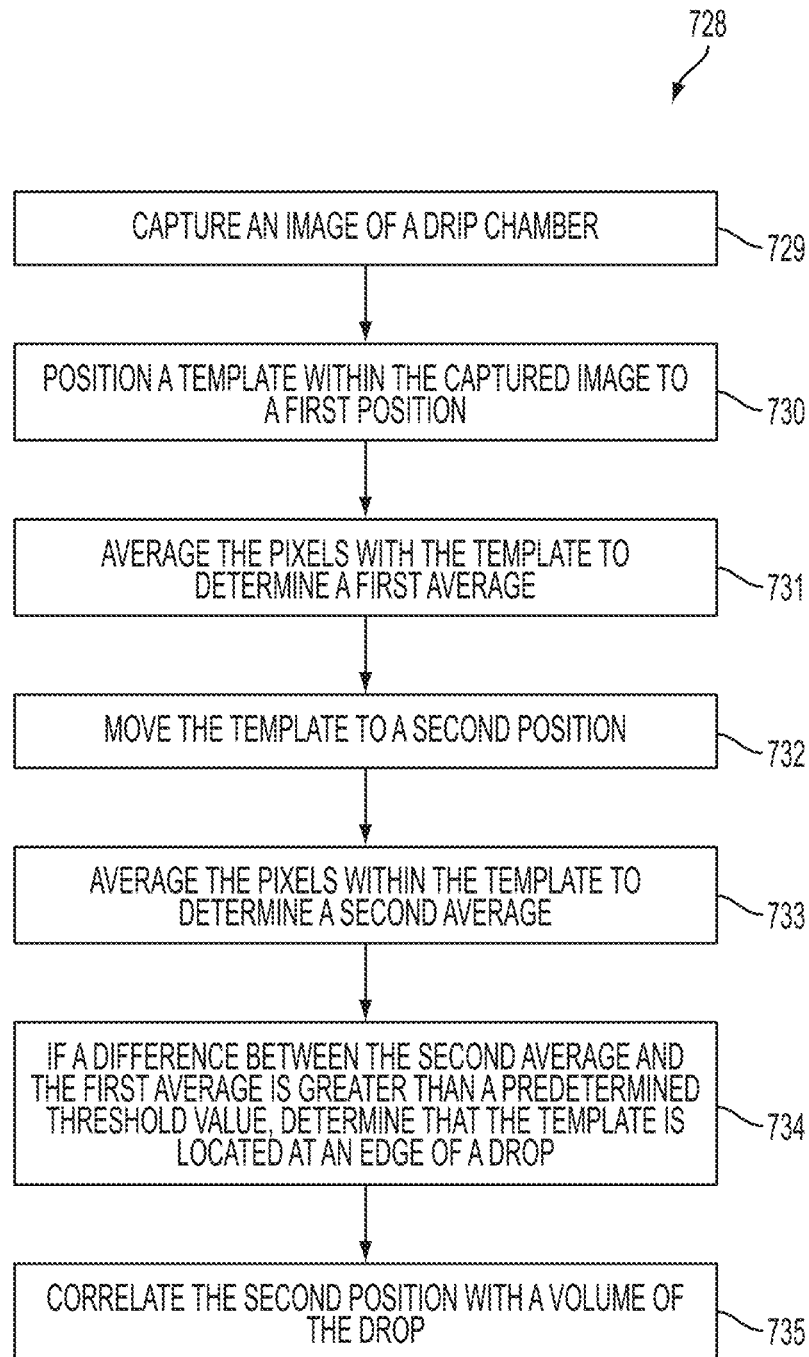 728
CAPTURE AN IMAGE OF A DRIP CHAMBER
729
POSITION A TEMPLATE WITHIN THE CAPTURED IMAGE TO
A FIRST POSITION
730
AVERAGE THE PIXELS WITH THE TEMPLATE TO
DETERMINE A FIRST AVERAGE
731
MOVE THE TEMPLATE TO A SECOND POSITION
732
AVERAGE THE PIXELS WITHIN THE TEMPLATE TO
DETERMINE A SECOND AVERAGE
733
IF A DIFFERENCE BETWEEN THE SECOND AVERAGE AND
THE FIRST AVERAGE IS GREATER THAN A PREDETERMINED
THRESHOLD VALUE, DETERMINE THAT THE TEMPLATE IS
LOCATED AT AN EDGE OF A DROP
734
CORRELATE THE SECOND POSITION WITH A VOLUME OF
THE DROP
735